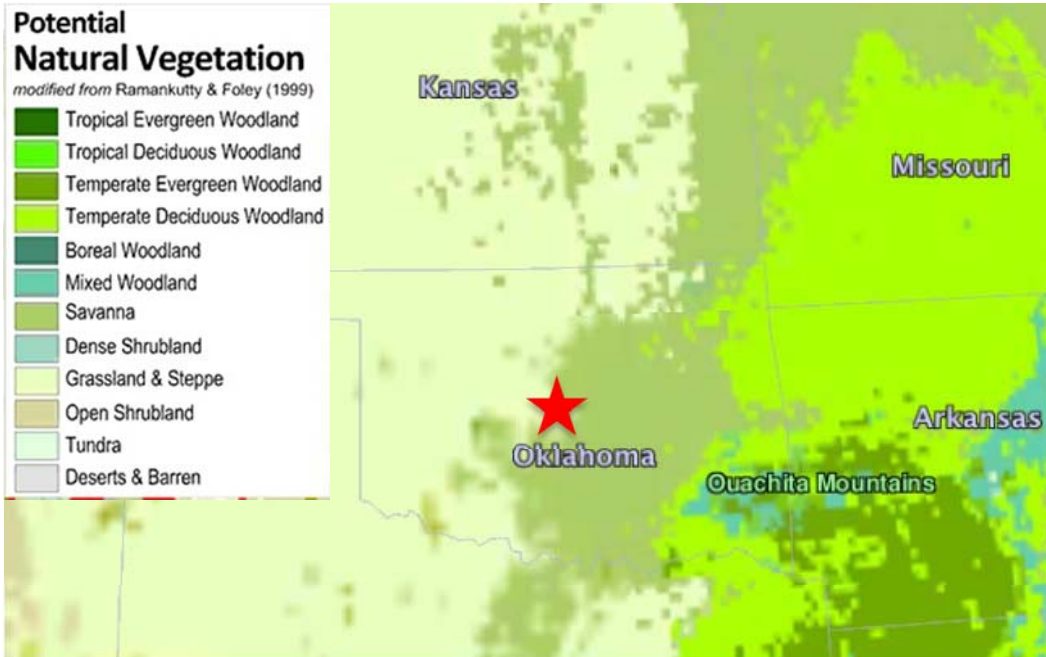 Potential
Natural Vegetation
modified from Ramankutty & Foley (1999)
Tropical Evergreen Woodland
Tropical Deciduous Woodland
Temperate Evergreen Woodland
Temperate Deciduous Woodland
Boreal Woodland
Mixed Woodland
Savanna
Dense Shrubland
Grassland & Steppe
Open Shrubland
Tundra
Deserts & Barren
Kansas
Missouri
Arkansas
Oklahoma
Ouachita Mountains